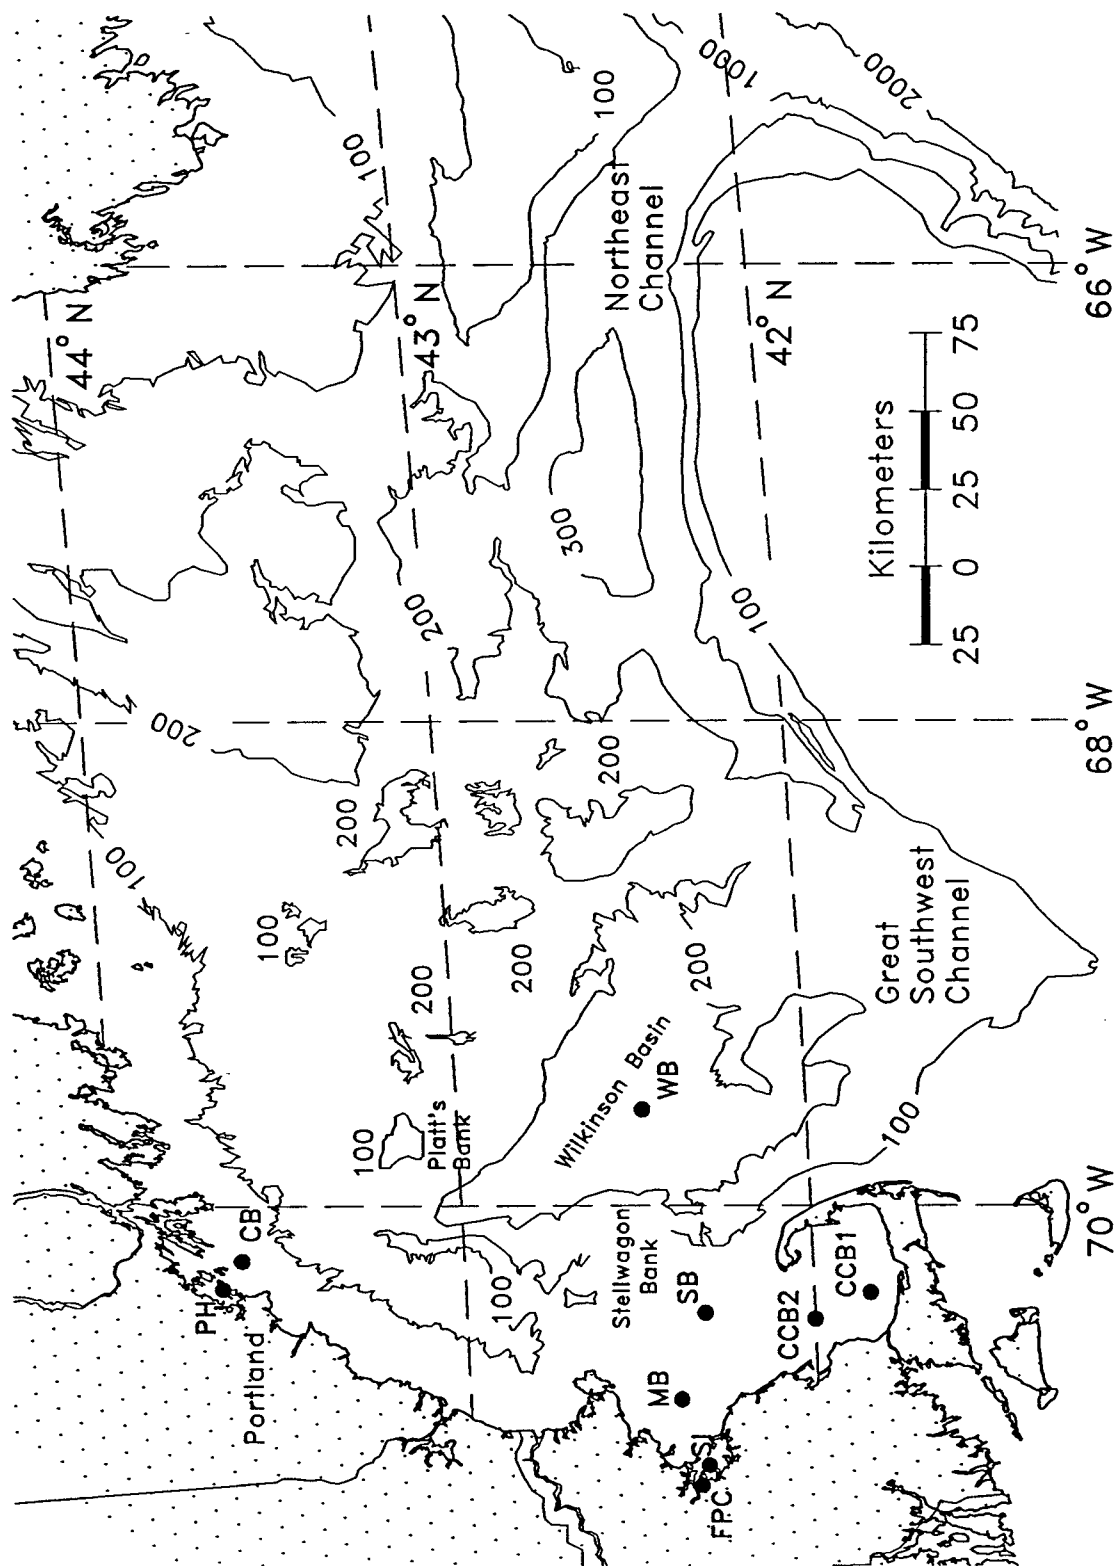 44° N
43° N
42° N
66° W
68° W
70° W
100
100
1000
2000
Northeast
Channel
300
200
100
Kilometers
25 0 25 50 75
200
200
200
100
100
200
200
200
Great
Southwest
Channel
100
Platt's
Bank
Wilkinson Basin
WB
100
CB
PH
Portland
100
Stellwagon
Bank
SB
MB
SI
FPC
CCB2
CCB1
100